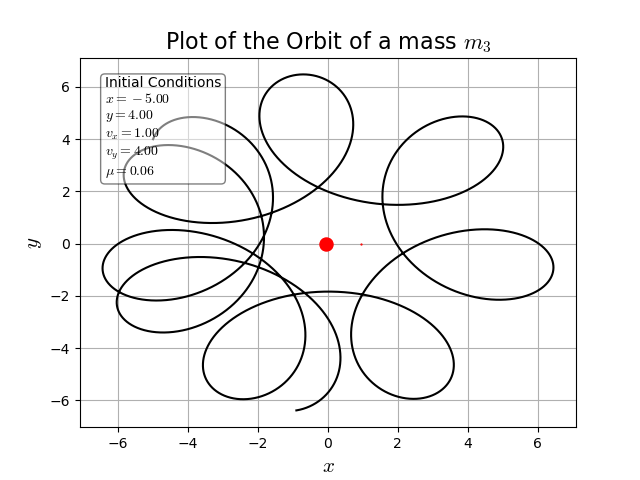 Plot of the Orbit of a mass m₃
Initial Conditions
x = −5.00
y = 4.00
vₓ = 1.00
v_y = 4.00
μ = 0.06
6
4
2
0
−2
−4
−6
y
−6 −4 −2 0 2 4 6
x